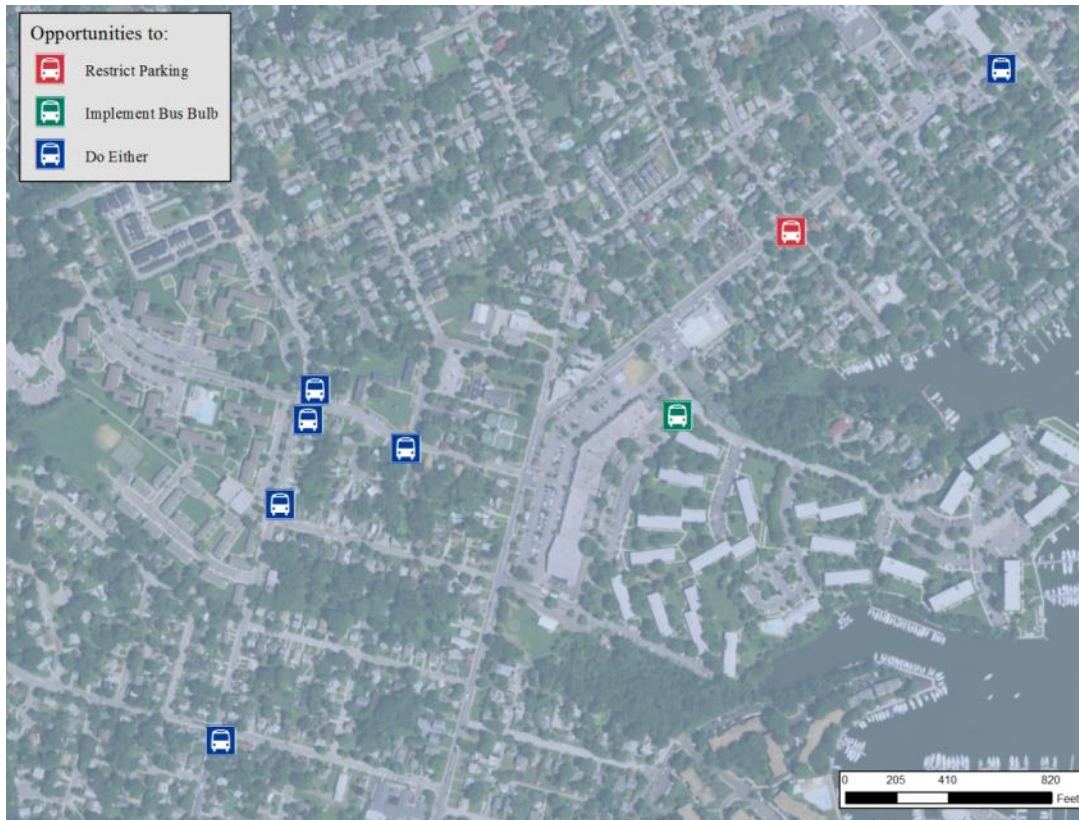 Opportunities to:
Restrict Parking
Implement Bus Bulb
Do Either
0 205 410 820
Feet